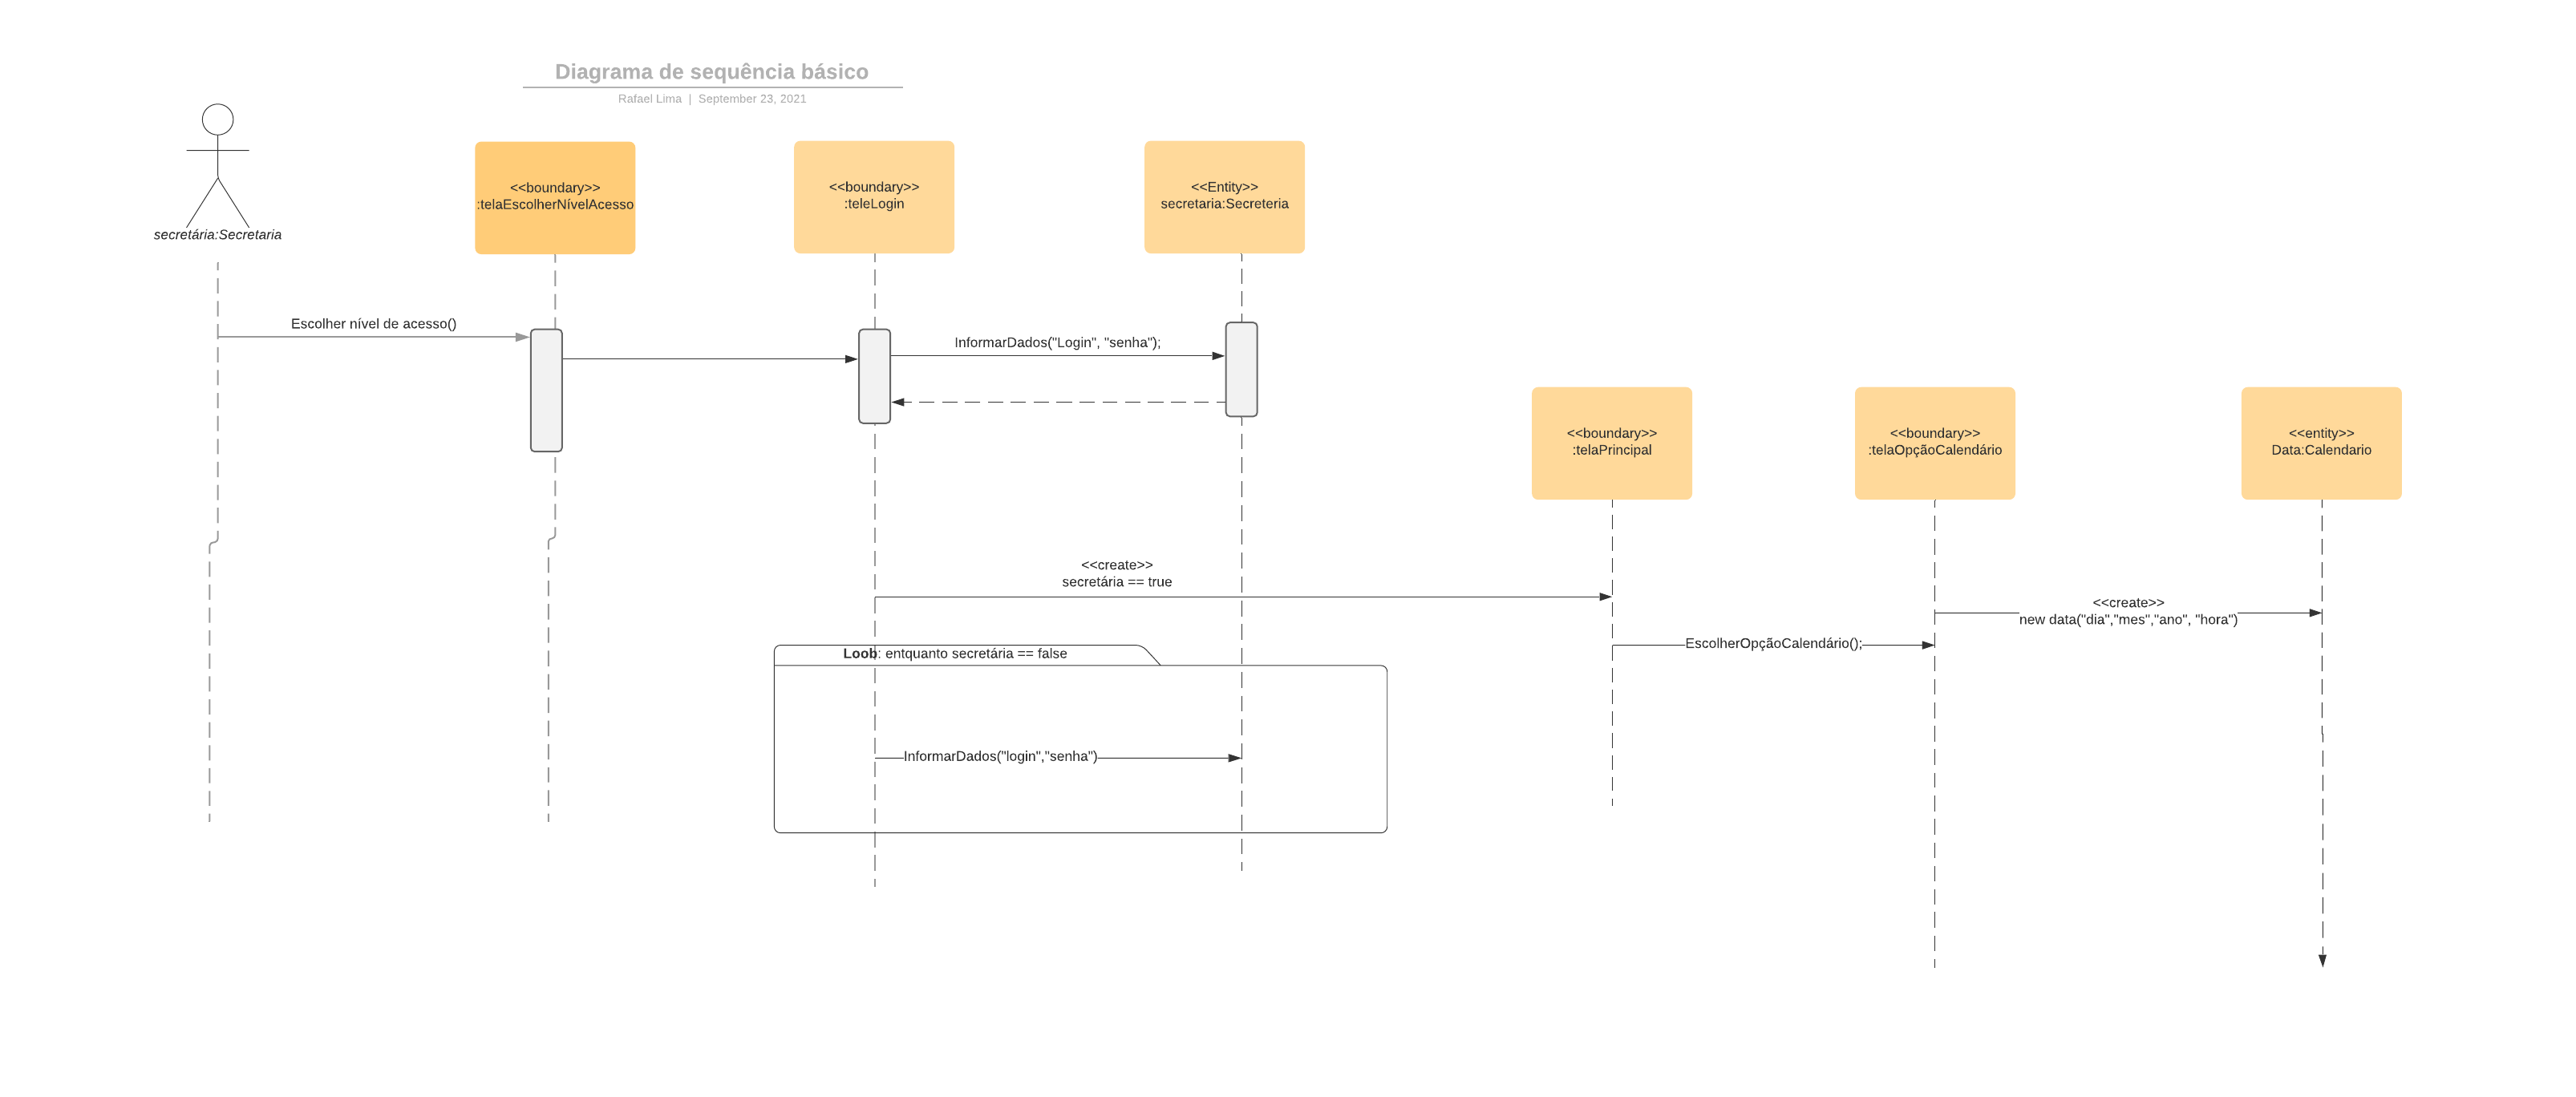 Diagrama de sequência básico
Rafael Lima | September 23, 2021
secretária:Secretaria
<<boundary>>
:telaEscolherNívelAcesso
<<boundary>>
:teleLogin
<<Entity>>
secretaria:Secreteria
Escolher nível de acesso()
InformarDados("Login", "senha");
<<boundary>>
:telaPrincipal
<<boundary>>
:telaOpçãoCalendário
<<entity>>
Data:Calendario
<<create>>
secretária == true
<<create>>
new data("dia","mes","ano", "hora")
EscolherOpçãoCalendário();
Loob: entquanto secretária == false
InformarDados("login","senha")